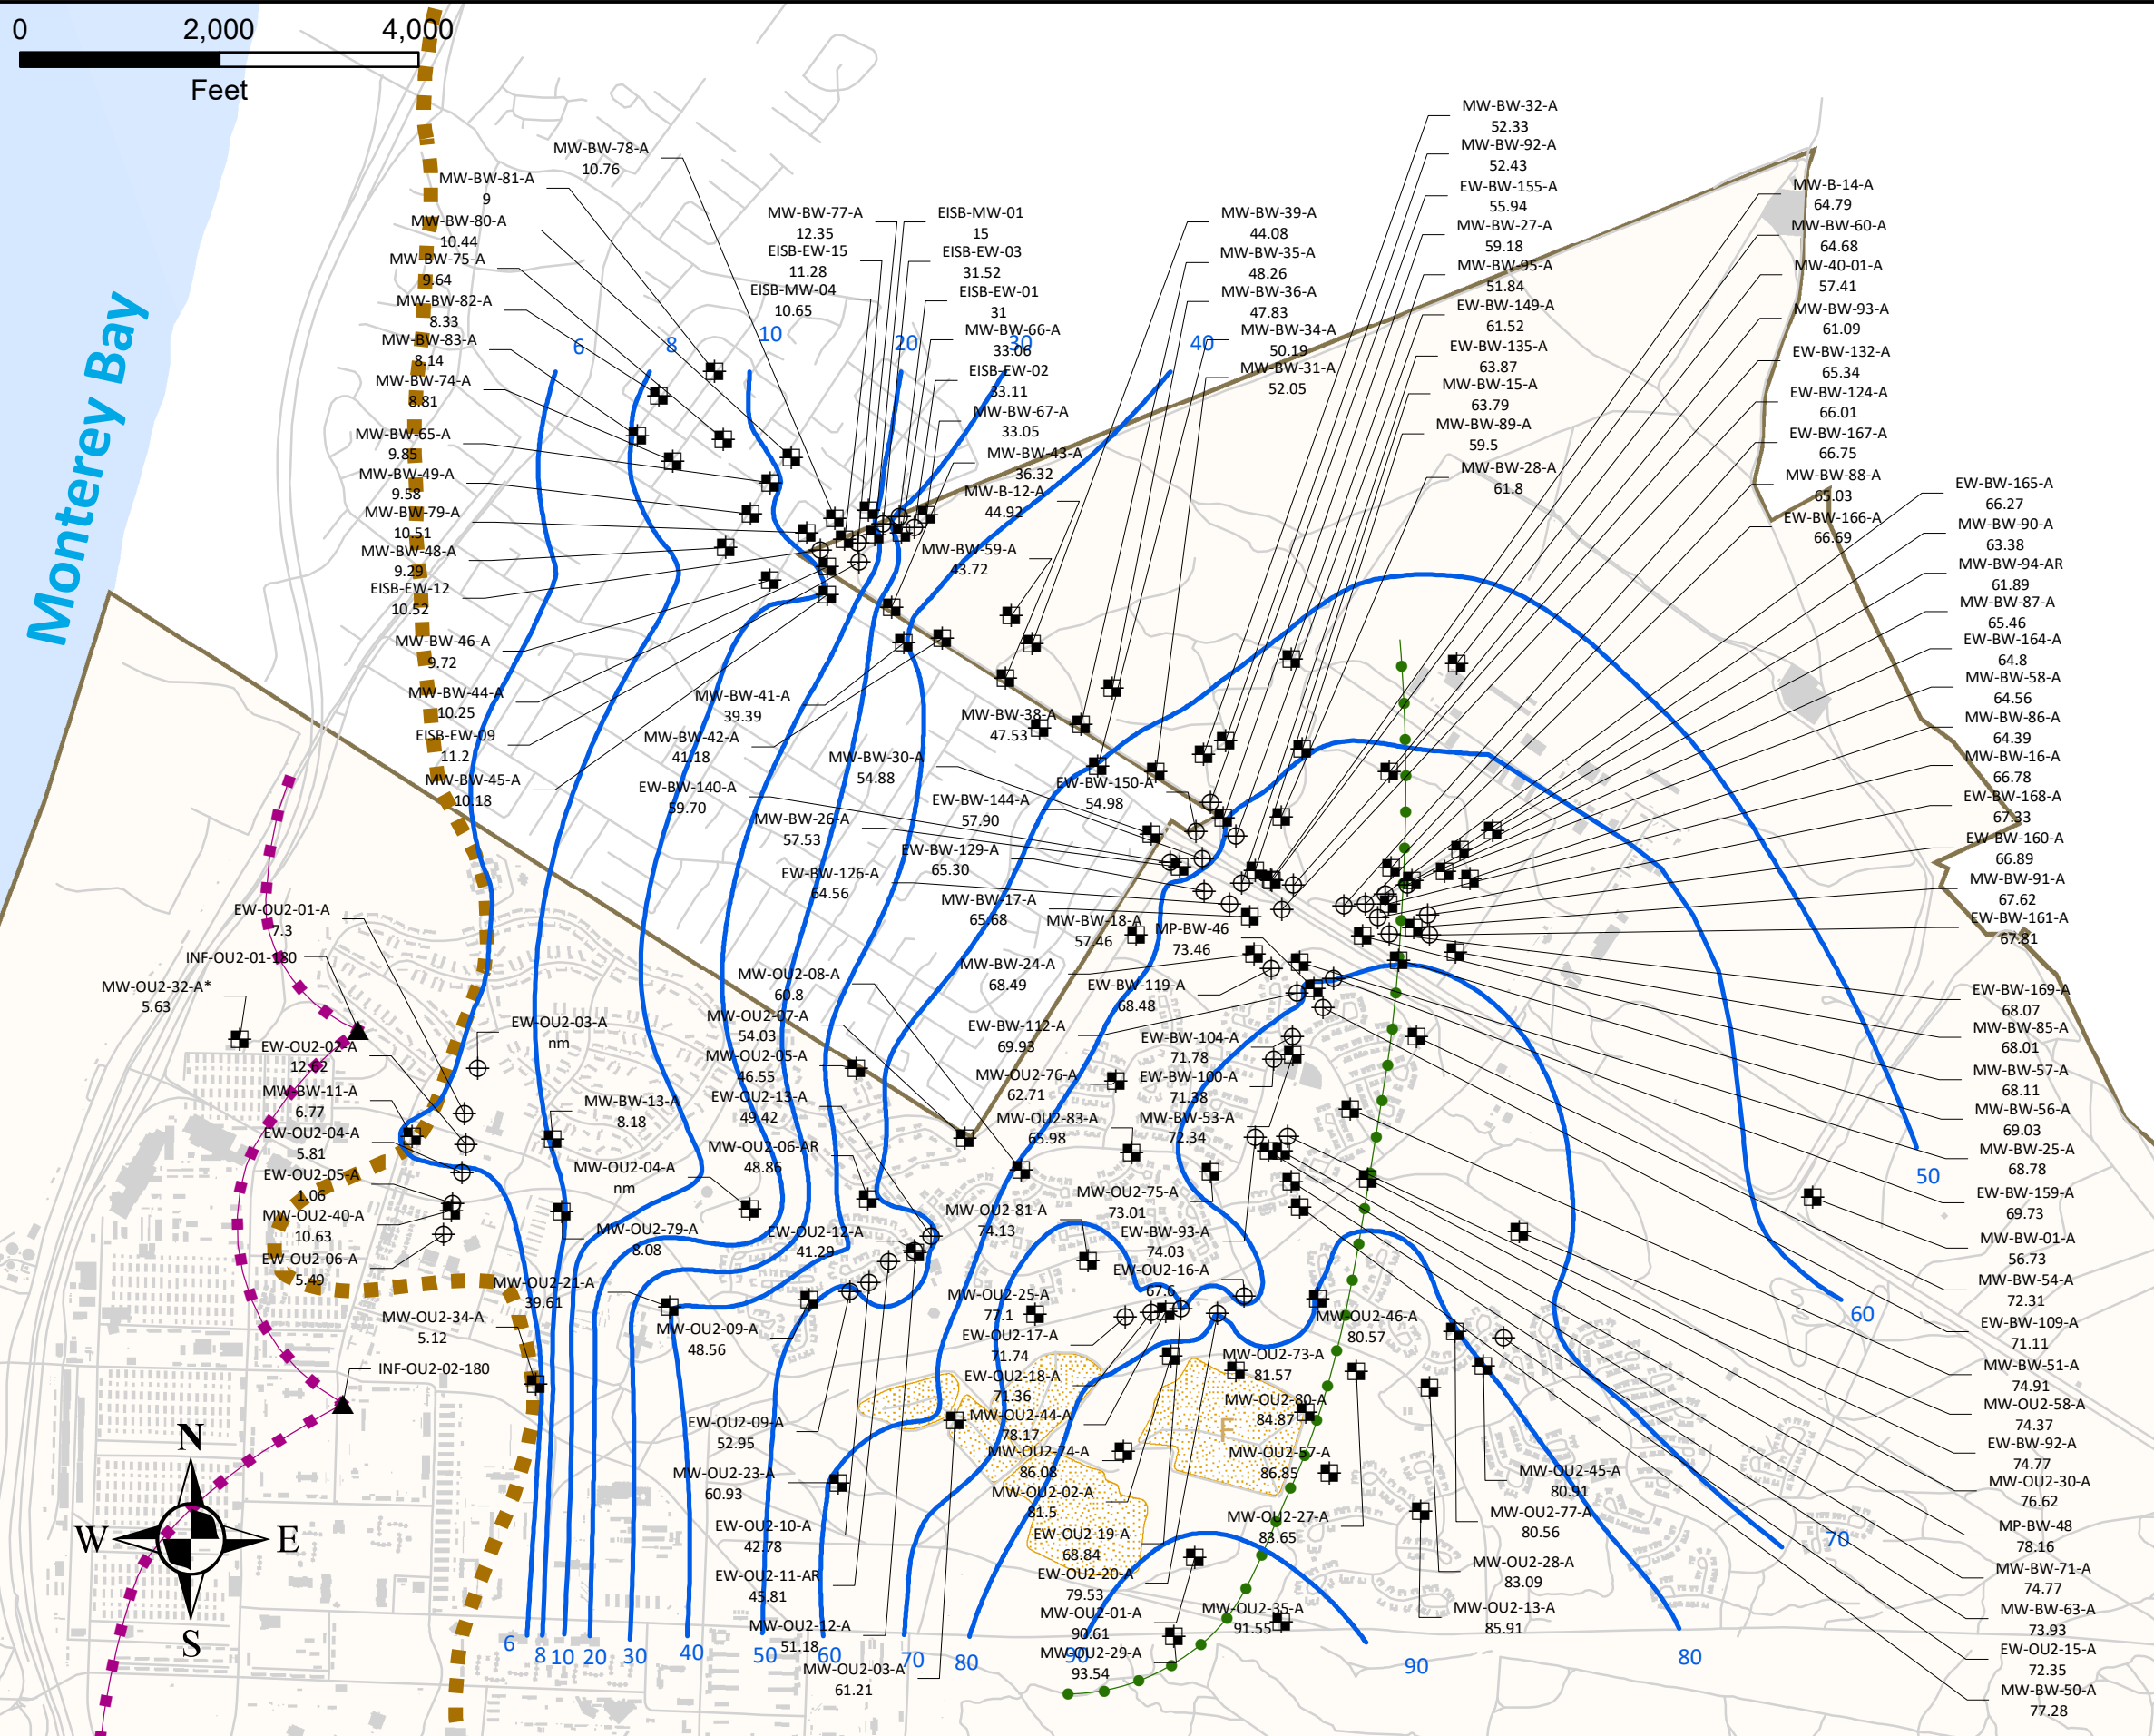 0 2,000 4,000
Feet
Monterey Bay
MW-BW-78-A
10.76
MW-BW-81-A
9
MW-BW-80-A
10.44
MW-BW-75-A
9.64
MW-BW-82-A
8.33
MW-BW-83-A
8.14
MW-BW-74-A
8.81
MW-BW-65-A
9.85
MW-BW-49-A
9.58
MW-BW-79-A
10.51
MW-BW-48-A
9.29
EISB-EW-12
10.52
MW-BW-46-A
9.72
MW-BW-44-A
10.25
EISB-EW-09
11.2
MW-BW-45-A
10.18
6
8
10
20
30
40
MW-BW-77-A
12.35
EISB-EW-15
11.28
EISB-MW-04
10.65
EISB-MW-01
15
EISB-EW-03
31.52
EISB-EW-01
31
MW-BW-66-A
33.06
EISB-EW-02
33.11
MW-BW-67-A
33.05
MW-BW-43-A
36.32
MW-B-12-A
44.92
MW-BW-59-A
43.72
MW-BW-39-A
44.08
MW-BW-35-A
48.26
MW-BW-36-A
47.83
MW-BW-34-A
50.19
MW-BW-31-A
52.05
MW-BW-32-A
52.33
MW-BW-92-A
52.43
EW-BW-155-A
55.94
MW-BW-27-A
59.18
MW-BW-95-A
51.84
EW-BW-149-A
61.52
EW-BW-135-A
63.87
MW-BW-15-A
63.79
MW-BW-89-A
59.5
MW-BW-28-A
61.8
MW-B-14-A
64.79
MW-BW-60-A
64.68
MW-40-01-A
57.41
MW-BW-93-A
61.09
EW-BW-132-A
65.34
EW-BW-124-A
66.01
EW-BW-167-A
66.75
MW-BW-88-A
65.03
EW-BW-166-A
66.69
EW-BW-165-A
66.27
MW-BW-90-A
63.38
MW-BW-94-AR
61.89
MW-BW-87-A
65.46
EW-BW-164-A
64.8
MW-BW-58-A
64.56
MW-BW-86-A
64.39
MW-BW-16-A
66.78
EW-BW-168-A
67.33
EW-BW-160-A
66.89
MW-BW-91-A
67.62
EW-BW-161-A
67.81
EW-BW-169-A
68.07
MW-BW-85-A
68.01
MW-BW-57-A
68.11
MW-BW-56-A
69.03
MW-BW-25-A
68.78
EW-BW-159-A
69.73
MW-BW-01-A
56.73
MW-BW-54-A
72.31
EW-BW-109-A
71.11
MW-BW-51-A
74.91
MW-OU2-58-A
74.37
EW-BW-92-A
74.77
MW-OU2-30-A
76.62
MP-BW-48
78.16
MW-BW-71-A
74.77
MW-BW-63-A
73.93
EW-OU2-15-A
72.35
MW-BW-50-A
77.28
MW-BW-41-A
39.39
MW-BW-42-A
41.18
MW-BW-38-A
47.53
MW-BW-30-A
54.88
EW-BW-150-A
54.98
EW-BW-140-A
59.70
EW-BW-144-A
57.90
MW-BW-26-A
57.53
EW-BW-129-A
65.30
EW-BW-126-A
64.56
MW-BW-17-A
65.68
MW-BW-18-A
57.46
MP-BW-46
73.46
MW-BW-24-A
68.49
EW-BW-119-A
68.48
EW-BW-112-A
69.93
EW-BW-104-A
71.78
EW-BW-100-A
71.38
MW-BW-53-A
72.34
MW-OU2-08-A
60.8
MW-OU2-07-A
54.03
MW-OU2-05-A
46.55
EW-OU2-13-A
49.42
MW-OU2-06-AR
48.86
MW-OU2-76-A
62.71
MW-OU2-83-A
65.98
MW-OU2-75-A
73.01
EW-BW-93-A
74.03
EW-OU2-16-A
67.6
MW-OU2-81-A
74.13
EW-OU2-12-A
41.29
EW-OU2-01-A
7.3
INF-OU2-01-180
MW-OU2-32-A*
5.63
EW-OU2-03-A
nm
EW-OU2-02-A
12.62
MW-BW-11-A
6.77
EW-OU2-04-A
5.81
EW-OU2-05-A
1.06
MW-OU2-40-A
10.63
EW-OU2-06-A
5.49
MW-BW-13-A
8.18
MW-OU2-04-A
nm
MW-OU2-79-A
8.08
MW-OU2-21-A
39.61
MW-OU2-34-A
5.12
INF-OU2-02-180
MW-OU2-09-A
48.56
MW-OU2-25-A
77.1
EW-OU2-17-A
71.74
EW-OU2-18-A
71.36
MW-OU2-44-A
78.17
MW-OU2-74-A
86.08
MW-OU2-02-A
81.5
EW-OU2-19-A
68.84
EW-OU2-20-A
79.53
MW-OU2-01-A
90.61
MW-OU2-29-A
93.54
MW-OU2-46-A
80.57
MW-OU2-73-A
81.57
MW-OU2-80-A
84.87
F
MW-OU2-57-A
86.85
MW-OU2-27-A
83.65
MW-OU2-35-A
91.55
MW-OU2-45-A
80.91
MW-OU2-77-A
80.56
MW-OU2-28-A
83.09
MW-OU2-13-A
85.91
EW-OU2-09-A
52.95
MW-OU2-23-A
60.93
EW-OU2-10-A
42.78
EW-OU2-11-AR
45.81
MW-OU2-12-A
51.18
MW-OU2-03-A
61.21
50
60
70
6 8 10 20 30 40 50 60 70 80 90 90 80
N
W E
S